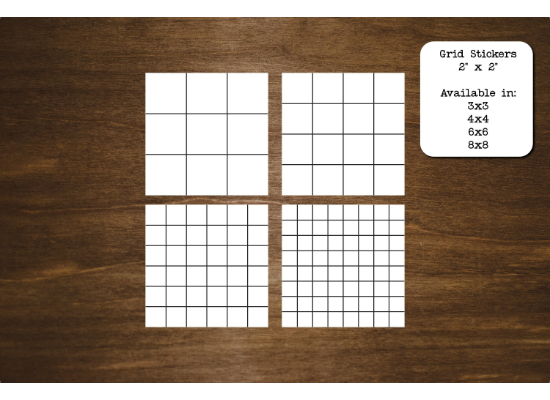 Grid Stickers
2" x 2"
Available in:
3x3
4x4
6x6
8x8